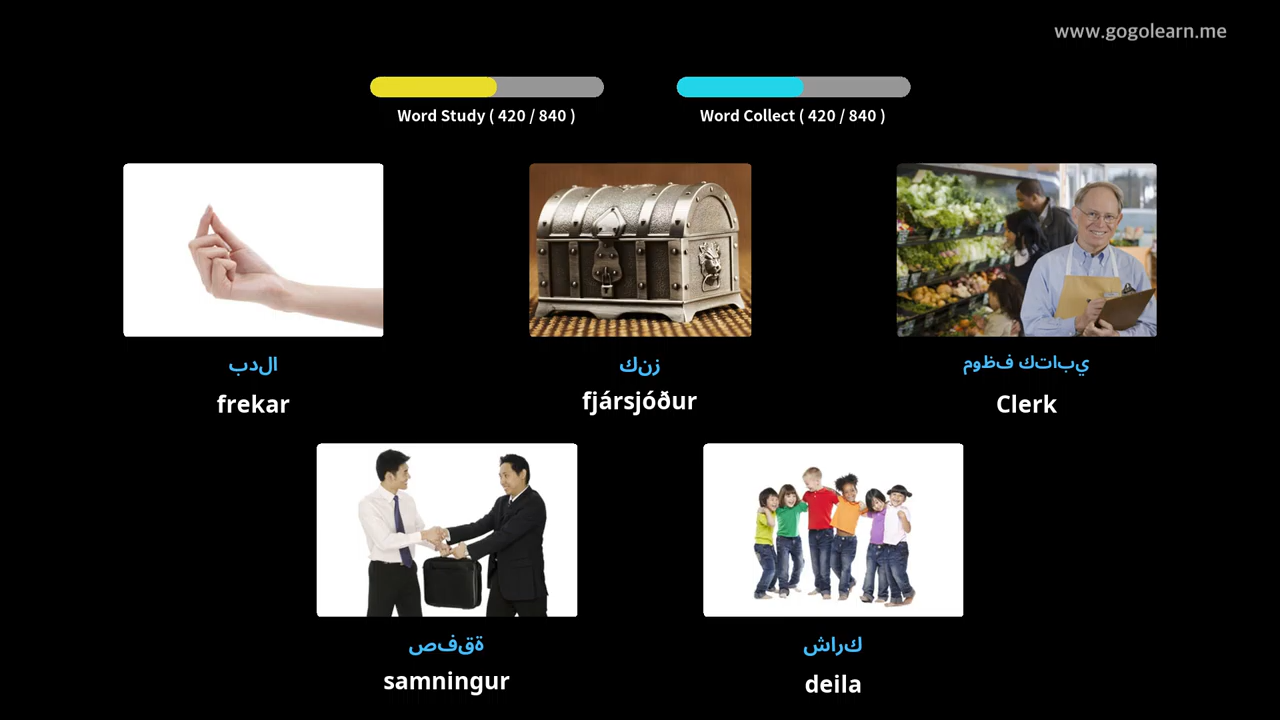 www.gogolearn.me
Word Study ( 420 / 840 )
Word Collect ( 420 / 840 )
الدب
frekar
زنك
fjársjóður
يباتك فظوم
Clerk
ةقفص
samningur
كراش
deila